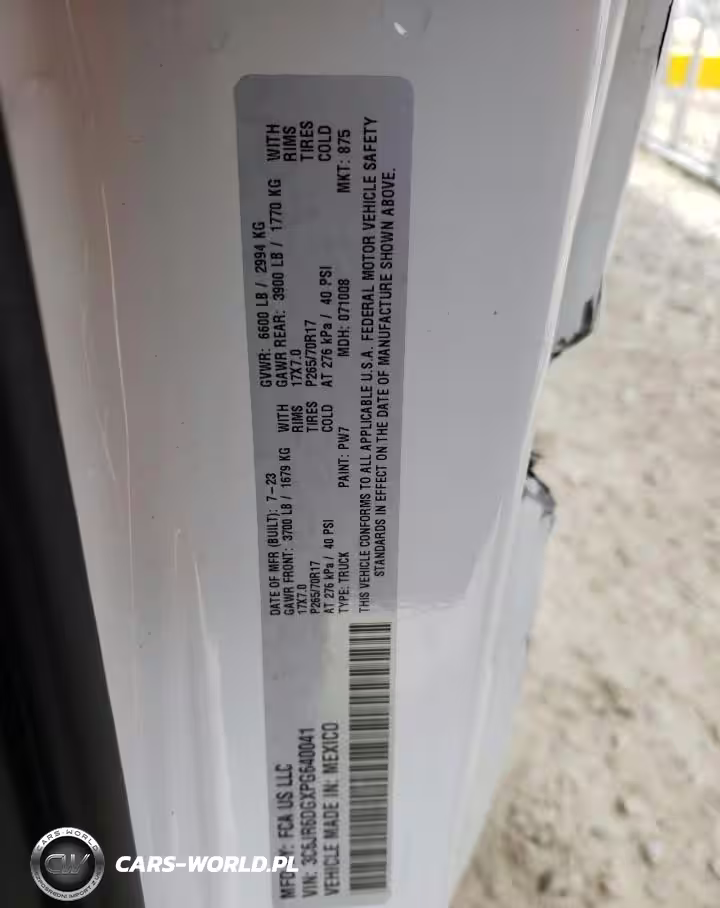 MFD BY: FCA US LLC
VIN: 3C6JR6DGXPG640041
VEHICLE MADE IN: MEXICO
DATE OF MFR (BUILT): 7-23
GVWR: 6600 LB / 2994 KG
GAWR FRONT: 3700 LB / 1679 KG WITH
GAWR REAR: 3900 LB / 1770 KG WITH
17X7.0 RIMS
17X7.0 RIMS
P265/70R17 TIRES
P265/70R17 TIRES
AT 276 kPa / 40 PSI COLD
AT 276 kPa / 40 PSI COLD
TYPE: TRUCK PAINT: PW7 MDH: 071008 MKT: 875
THIS VEHICLE CONFORMS TO ALL APPLICABLE U.S.A. FEDERAL MOTOR VEHICLE SAFETY
STANDARDS IN EFFECT ON THE DATE OF MANUFACTURE SHOWN ABOVE.
CARS-WORLD.PL
CW
CARS-WORLD.PL